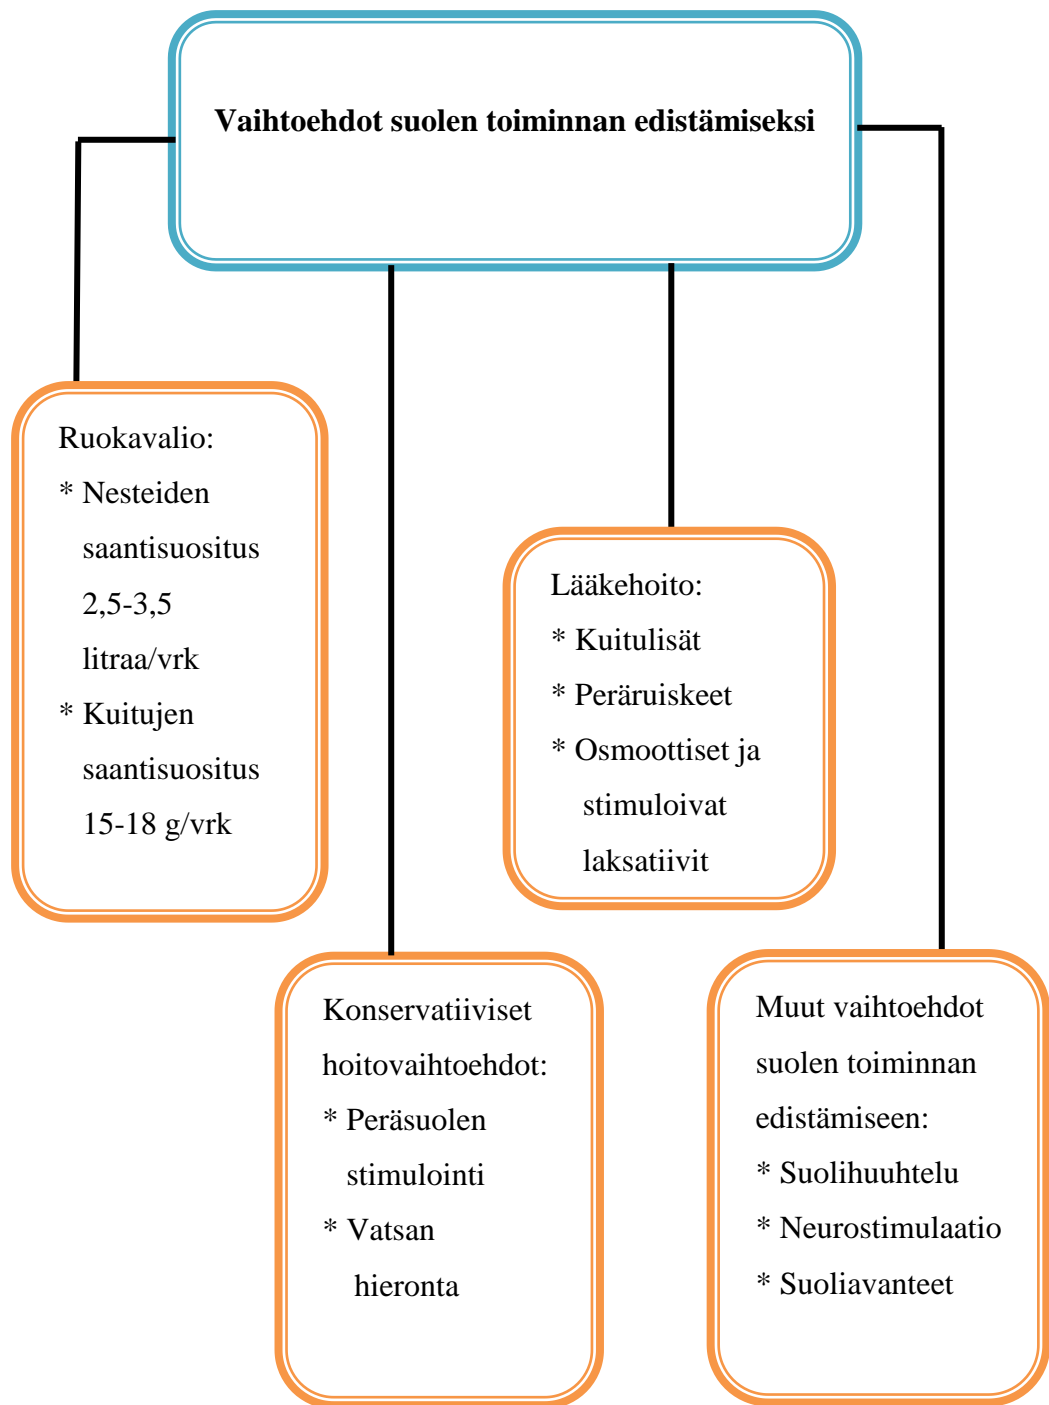 Vaihtoehdot suolen toiminnan edistämiseksi
Ruokavalio:
* Nesteiden
saantisuositus
2,5-3,5
litraa/vrk
* Kuitujen
saantisuositus
15-18 g/vrk
Lääkehoito:
* Kuitulisät
* Peräruiskeet
* Osmoottiset ja
stimuloivat
laksatiivit
Konservatiiviset
hoitovaihtoehdot:
* Peräsuolen
stimulointi
* Vatsan
hieronta
Muut vaihtoehdot
suolen toiminnan
edistämiseen:
* Suolihuuhtelu
* Neurostimulaatio
* Suoliavanteet